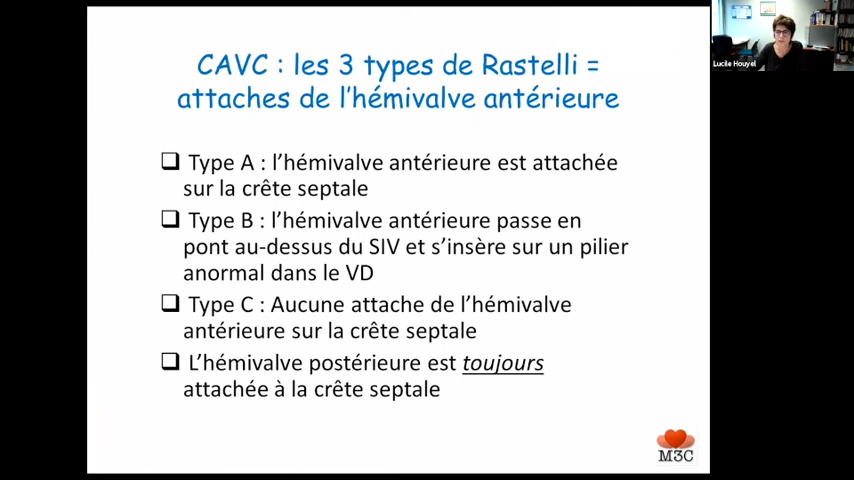 CAVC : les 3 types de Rastelli =
attaches de l'hémivalve antérieure
Type A : l'hémivalve antérieure est attachée
sur la crête septale
Type B : l'hémivalve antérieure passe en
pont au-dessus du SIV et s'insère sur un pilier
anormal dans le VD
Type C : Aucune attache de l'hémivalve
antérieure sur la crête septale
L'hémivalve postérieure est toujours
attachée à la crête septale
M3C
Lucile Houyel